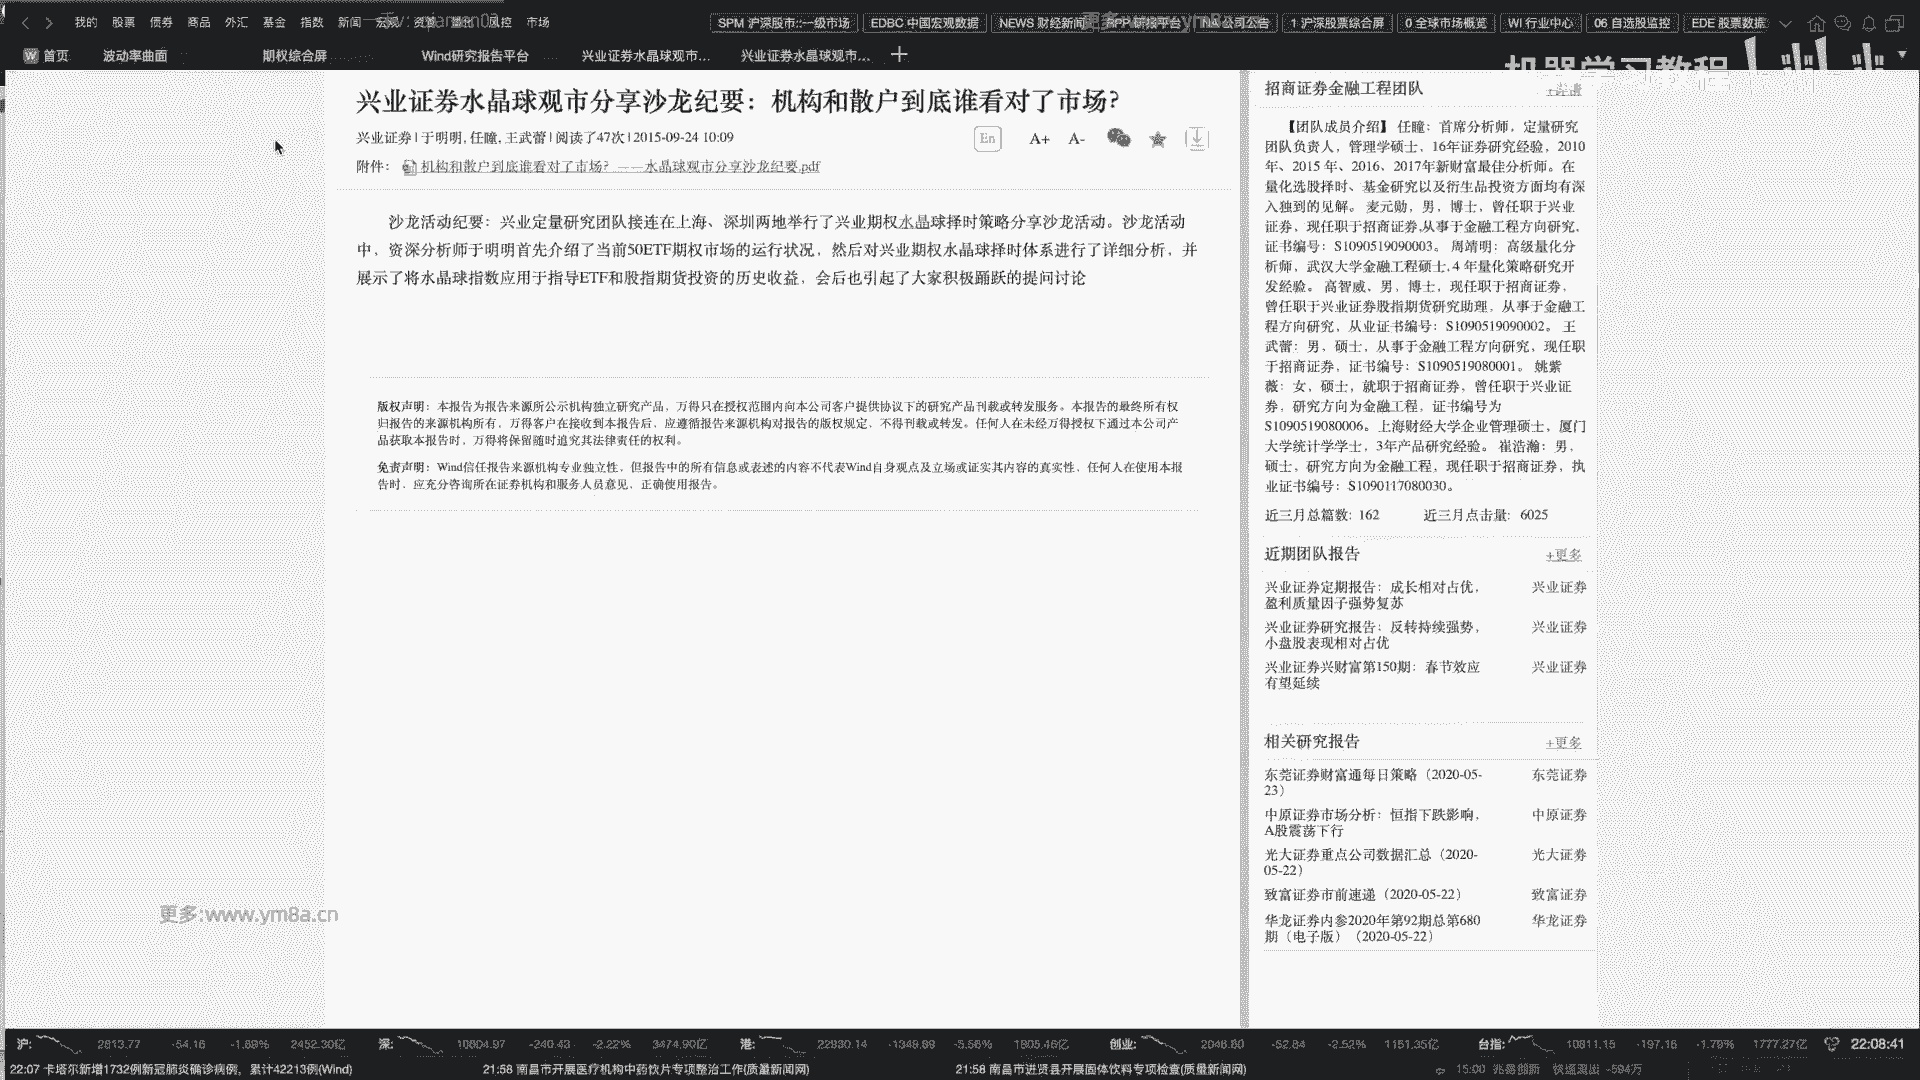 我的 股票 债券 商品 外汇 基金 指数 新闻 宏观 资管 量化 风控 市场
SPM 沪深股市::一级市场 EDBC 中国宏观数据 NEWS 财经新闻 RPP 研报平台 公司公告 1 沪深股票综合屏 0 全球市场概览 WI 行业中心 06 自选股监控 EDE 股票数据
更多:www.ym8a.cn
W 首页 波动率曲面 期权综合屏 Wind研究报告平台 兴业证券水晶球观市... 兴业证券水晶球观市... +
机器学习教程
bilibili
兴业证券水晶球观市分享沙龙纪要：机构和散户到底谁看对了市场？
兴业证券 | 于明明, 任瞳, 王武蕾 | 阅读了47次 | 2015-09-24 10:09
En A+ A-
附件： 机构和散户到底谁看对了市场？——水晶球观市分享沙龙纪要.pdf
沙龙活动纪要：兴业定量研究团队接连在上海、深圳两地举行了兴业期权水晶球择时策略分享沙龙活动。沙龙活动
中，资深分析师于明明首先介绍了当前50ETF期权市场的运行状况，然后对兴业期权水晶球择时体系进行了详细分析，并
展示了将水晶球指数应用于指导ETF和股指期货投资的历史收益，会后也引起了大家积极踊跃的提问讨论
版权声明：本报告为报告来源所公示机构独立研究产品，万得只在授权范围内向本公司客户提供协议下的研究产品刊载或转发服务。本报告的最终所有权
归报告的来源机构所有，万得客户在接收到本报告后，应遵循报告来源机构对报告的版权规定，不得刊载或转发。任何人在未经万得授权下通过本公司产
品获取本报告时，万得将保留随时追究其法律责任的权利。
免责声明：Wind信任报告来源机构专业独立性，但报告中的所有信息或表述的内容不代表Wind自身观点及立场或证实其内容的真实性，任何人在使用本报
告时，应充分咨询所在证券机构和服务人员意见，正确使用报告。
招商证券金融工程团队
【团队成员介绍】 任瞳：首席分析师，定量研究
团队负责人，管理学硕士，16年证券研究经验，2010
年、2015 年、2016、2017年新财富最佳分析师。在
量化选股择时、基金研究以及衍生品投资方面均有深
入独到的见解。 麦元勋，男，博士，曾任职于兴业
证券，现任职于招商证券,从事于金融工程方向研究,
证书编号：S1090519090003。 周靖明：高级量化分
析师，武汉大学金融工程硕士,４年量化策略研究开
发经验。 高智威、男，博士，现任职于招商证券，
曾任职于兴业证券股指期货研究助理，从事于金融工
程方向研究，从业证书编号：S1090519090002。 王
武蕾：男，硕士，从事于金融工程方向研究，现任职
于招商证券，证书编号：S1090519080001。 姚紫
薇：女，硕士，就职于招商证券，曾任职于兴业证
券，研究方向为金融工程，证书编号为
S1090519080006。上海财经大学企业管理硕士，厦门
大学统计学学士，3年产品研究经验。 崔浩瀚：男，
硕士，研究方向为金融工程，现任职于招商证券，执
业证书编号：S1090117080030。
近三月总篇数: 162 近三月点击量: 6025
近期团队报告 +更多
兴业证券定期报告：成长相对占优， 兴业证券
盈利质量因子强势复苏
兴业证券研究报告：反转持续强势， 兴业证券
小盘股表现相对占优
兴业证券兴财富第150期：春节效应 兴业证券
有望延续
相关研究报告 +更多
东莞证券财富通每日策略（2020-05- 东莞证券
23）
中原证券市场分析：恒指下跌影响， 中原证券
A股震荡下行
光大证券重点公司数据汇总（2020- 光大证券
05-22）
致富证券市前速递（2020-05-22） 致富证券
华龙证券内参2020年第92期总第680 华龙证券
期（电子版）（2020-05-22）
更多:www.ym8a.cn
沪: 2813.77 -54.16 -1.89% 2452.30亿 深: 10604.97 -240.43 -2.22% 3474.90亿 港: 22930.14 -1349.89 -5.56% 1805.46亿 创业: 2046.60 -52.84 -2.52% 1151.35亿 台指: 10811.15 -197.16 -1.79% 1777.27亿 22:08:41
22:07 卡塔尔新增1732例新冠肺炎确诊病例，累计42213例(Wind) 21:58 南昌市开展医疗机构中药饮片专项整治工作(质量新闻网) 21:58 南昌市进贤县开展固体饮料专项检查(质量新闻网) 15:00 兆易创新 快速流出 -594万